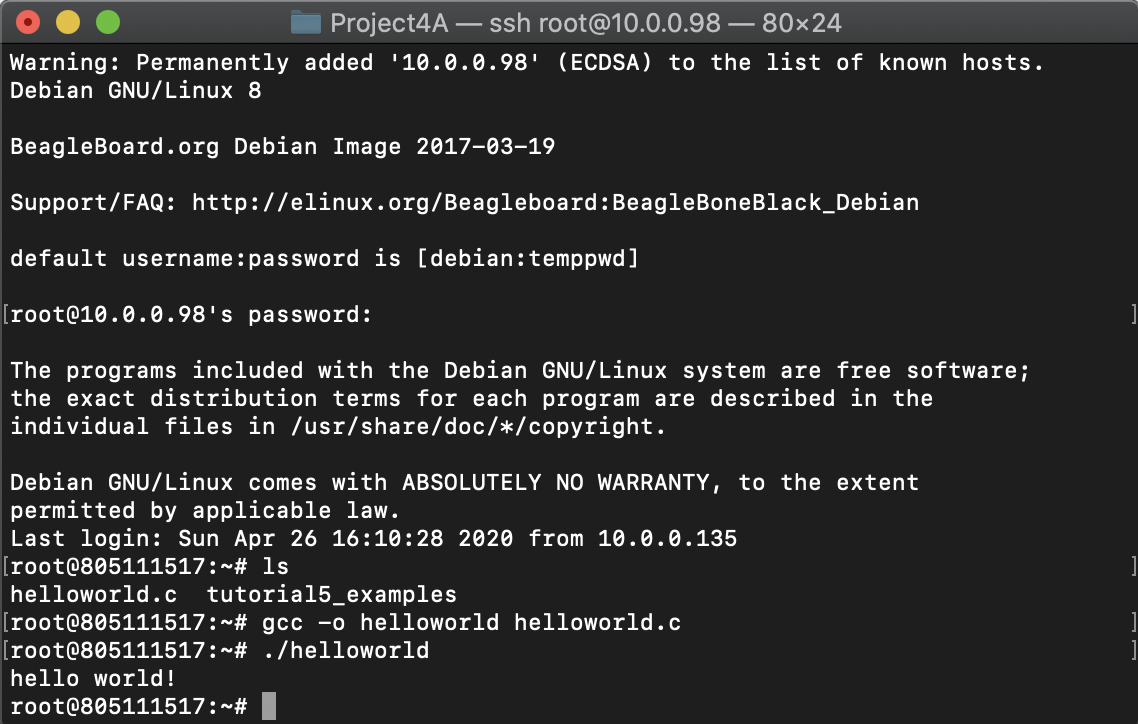 Project4A — ssh root@10.0.0.98 — 80×24
Warning: Permanently added '10.0.0.98' (ECDSA) to the list of known hosts.
Debian GNU/Linux 8
BeagleBoard.org Debian Image 2017-03-19
Support/FAQ: http://elinux.org/Beagleboard:BeagleBoneBlack_Debian
default username:password is [debian:temppwd]
[root@10.0.0.98's password: ]
The programs included with the Debian GNU/Linux system are free software;
the exact distribution terms for each program are described in the
individual files in /usr/share/doc/*/copyright.
Debian GNU/Linux comes with ABSOLUTELY NO WARRANTY, to the extent
permitted by applicable law.
Last login: Sun Apr 26 16:10:28 2020 from 10.0.0.135
[root@805111517:~# ls ]
helloworld.c  tutorial5_examples
[root@805111517:~# gcc -o helloworld helloworld.c ]
[root@805111517:~# ./helloworld ]
hello world!
root@805111517:~#